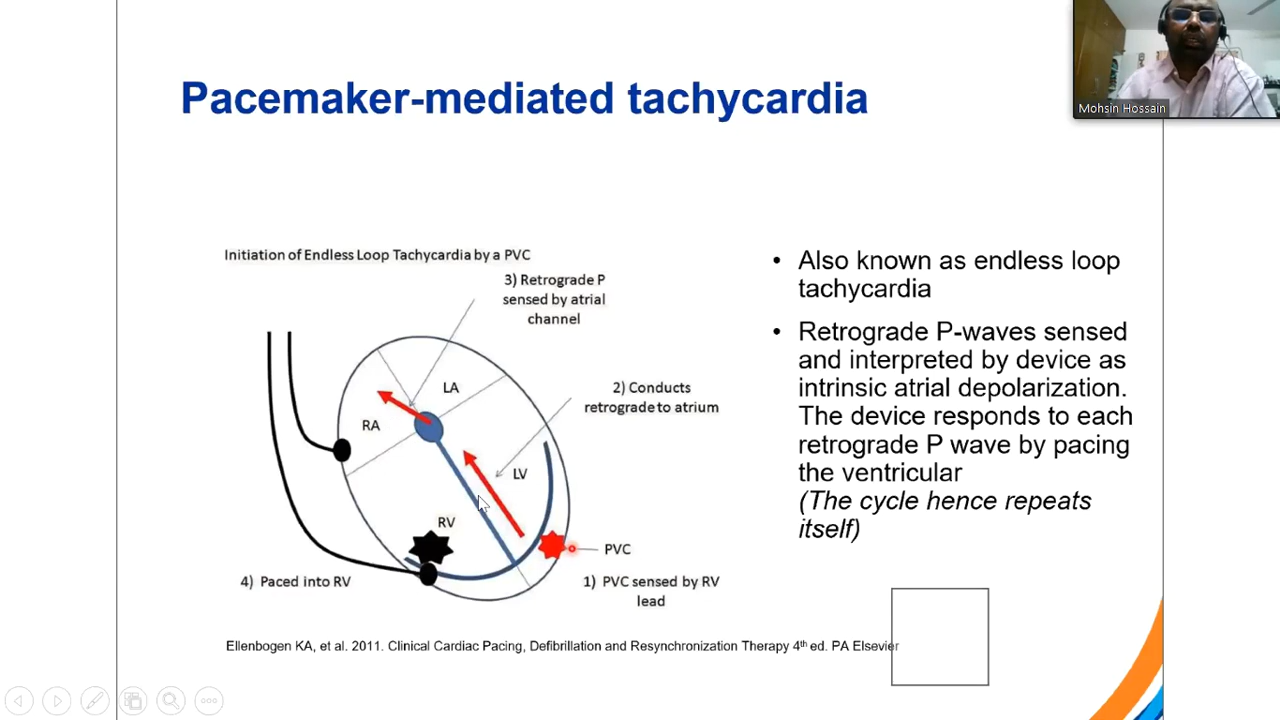 Mohsin Hossain
Pacemaker-mediated tachycardia
Initiation of Endless Loop Tachycardia by a PVC
3) Retrograde P
sensed by atrial
channel
LA
RA
2) Conducts
retrograde to atrium
LV
RV
PVC
4) Paced into RV
1) PVC sensed by RV
lead
• Also known as endless loop
tachycardia
• Retrograde P-waves sensed
and interpreted by device as
intrinsic atrial depolarization.
The device responds to each
retrograde P wave by pacing
the ventricular
(The cycle hence repeats
itself)
Ellenbogen KA, et al. 2011. Clinical Cardiac Pacing, Defibrillation and Resynchronization Therapy 4th ed. PA Elsevier